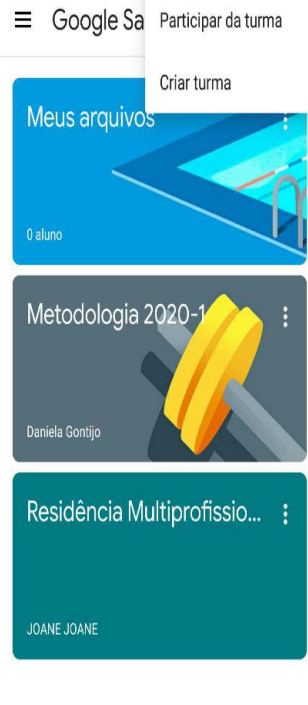 Google Sa
Participar da turma
Criar turma
Meus arquivos
0 aluno
Metodologia 2020-1
Daniela Gontijo
Residência Multiprofissio...
JOANE JOANE